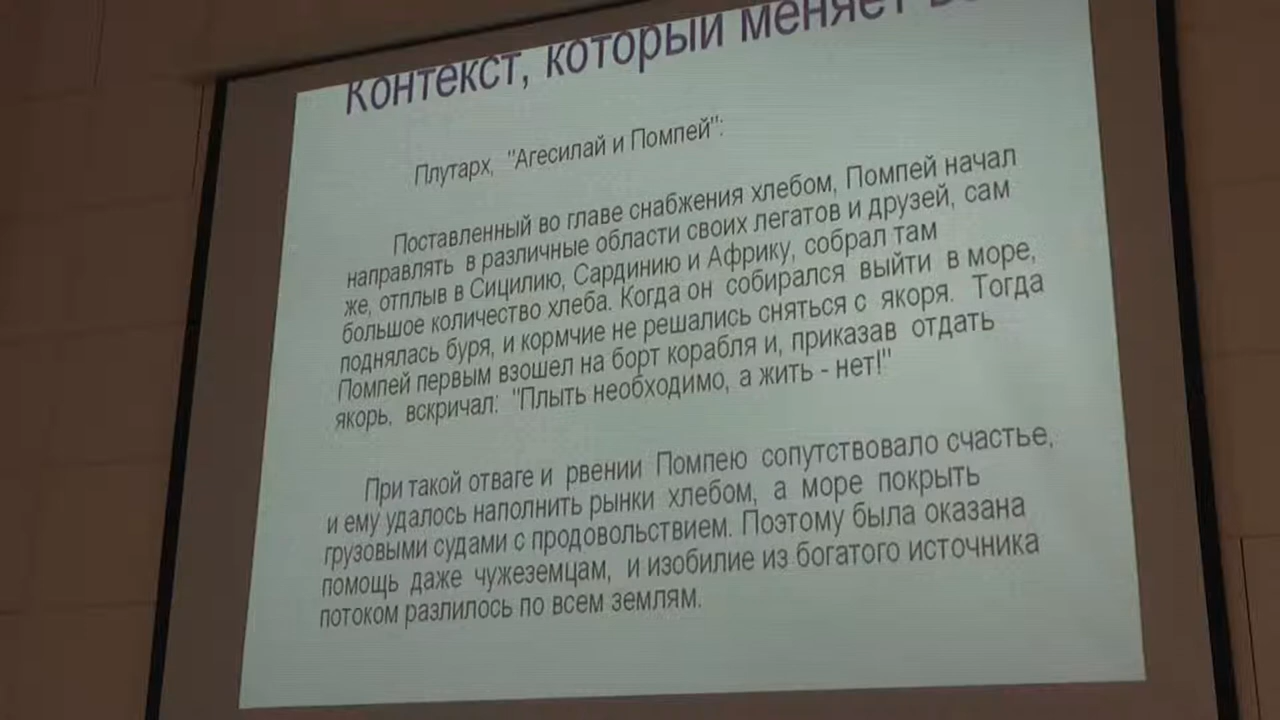 Контекст, который меняет
Плутарх, "Агесилай и Помпей":
Поставленный во главе снабжения хлебом, Помпей начал
направлять в различные области своих легатов и друзей, сам
же, отплыв в Сицилию, Сардинию и Африку, собрал там
большое количество хлеба. Когда он собирался выйти в море,
поднялась буря, и кормчие не решались сняться с якоря. Тогда
Помпей первым взошел на борт корабля и, приказав отдать
якорь, вскричал: "Плыть необходимо, а жить - нет!"
При такой отваге и рвении Помпею сопутствовало счастье,
и ему удалось наполнить рынки хлебом, а море покрыть
грузовыми судами с продовольствием. Поэтому была оказана
помощь даже чужеземцам, и изобилие из богатого источника
потоком разлилось по всем землям.